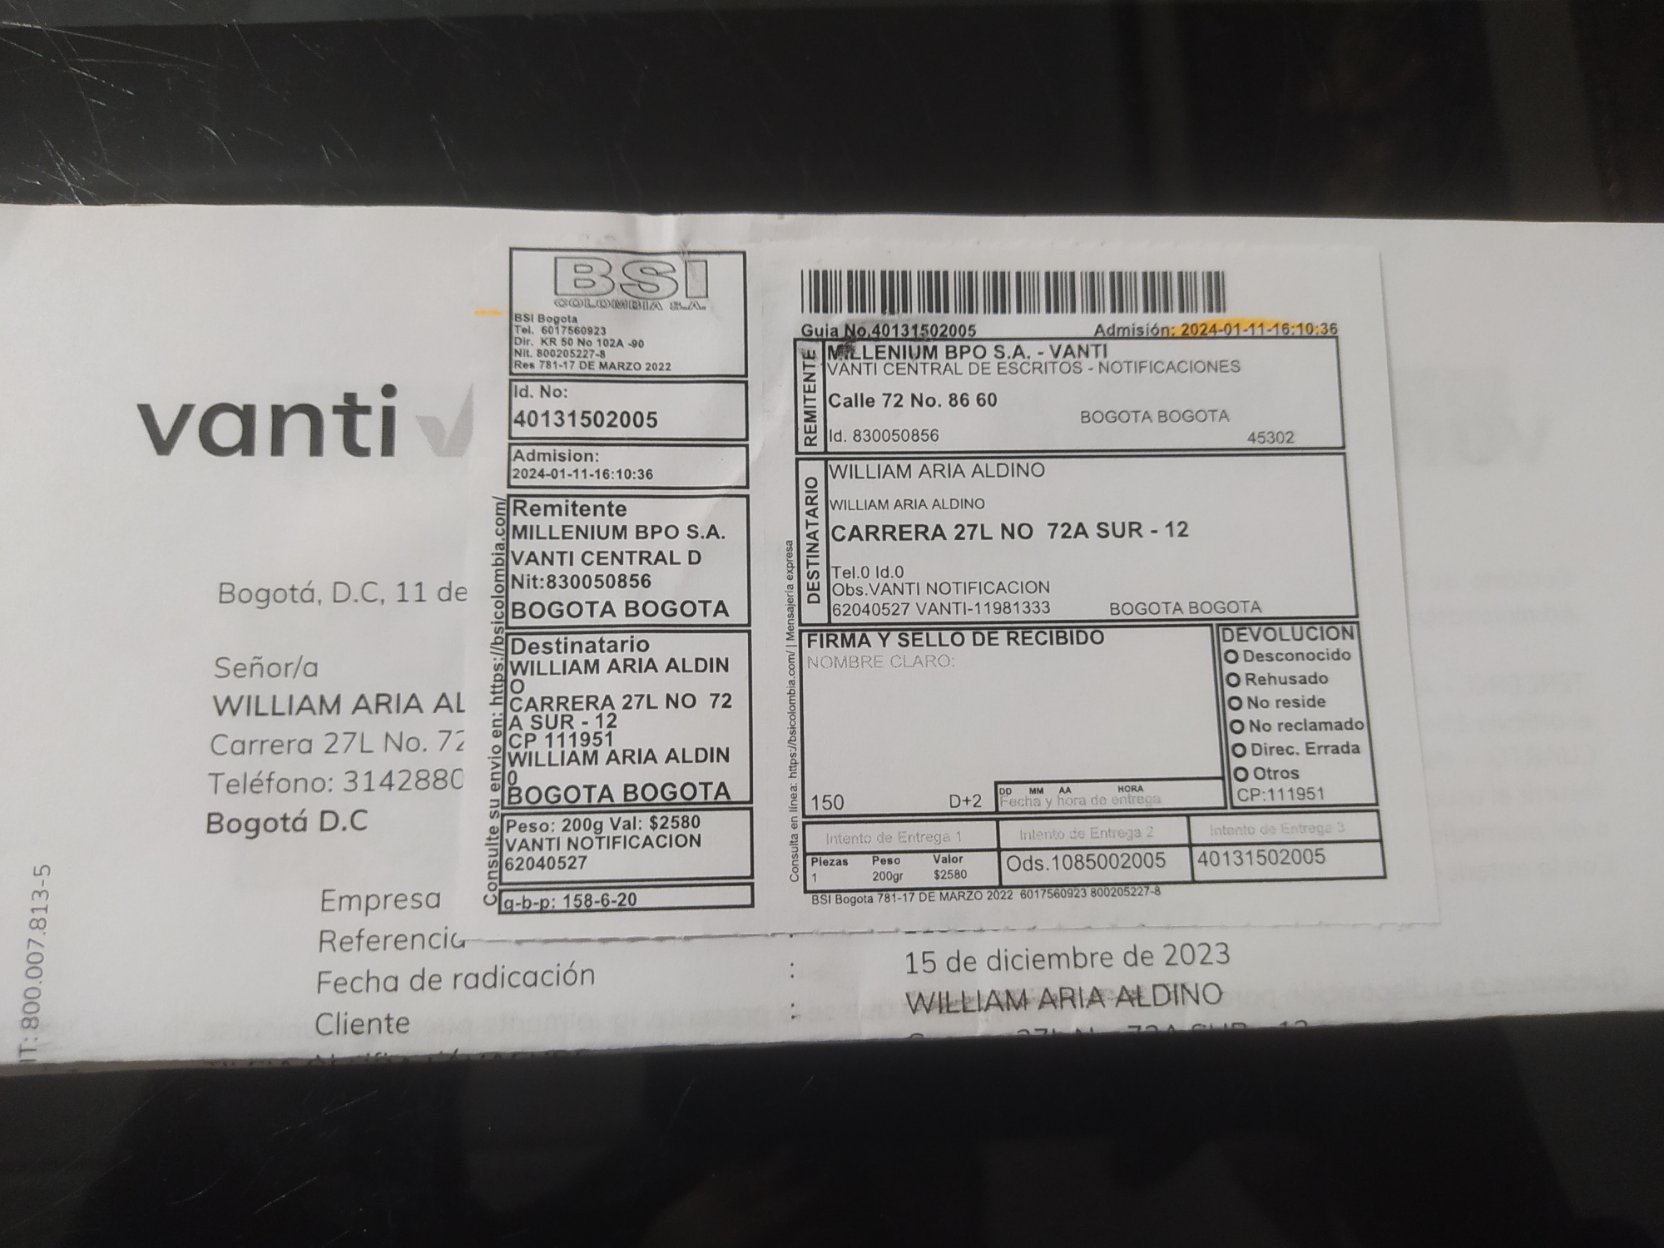 vanti
Bogotá, D.C, 11 de
Señor/a
WILLIAM ARIA AL
Carrera 27L No. 72
Teléfono: 3142880
Bogotá D.C
Empresa
Referencia
Fecha de radicación : 15 de diciembre de 2023
Cliente : WILLIAM ARIA ALDINO
IT: 800.007.813-5
BSI
COLOMBIA S.A.
BSI Bogota
Tel. 6017560923
Dir. KR 50 No 102A -90
Nit. 800205227-8
Res 781-17 DE MARZO 2022
Id. No:
40131502005
Admision:
2024-01-11-16:10:36
Remitente
MILLENIUM BPO S.A.
VANTI CENTRAL D
Nit:830050856
BOGOTA BOGOTA
Destinatario
WILLIAM ARIA ALDIN
O
CARRERA 27L NO 72
A SUR - 12
CP 111951
WILLIAM ARIA ALDIN
O
BOGOTA BOGOTA
Peso: 200g Val: $2580
VANTI NOTIFICACION
62040527
g-b-p: 158-6-20
Consulte su envio en: https://bsicolombia.com/
Guia No.40131502005 Admisión: 2024-01-11-16:10:36
REMITENTE
MILLENIUM BPO S.A. - VANTI
VANTI CENTRAL DE ESCRITOS - NOTIFICACIONES
Calle 72 No. 86 60
BOGOTA BOGOTA
Id. 830050856 45302
DESTINATARIO
WILLIAM ARIA ALDINO
WILLIAM ARIA ALDINO
CARRERA 27L NO 72A SUR - 12
Tel.0 Id.0
Obs.VANTI NOTIFICACION
62040527 VANTI-11981333 BOGOTA BOGOTA
FIRMA Y SELLO DE RECIBIDO
NOMBRE CLARO:
150 D+2
DD MM AA HORA
Fecha y hora de entrega
DEVOLUCION
Desconocido
Rehusado
No reside
No reclamado
Direc. Errada
Otros
CP:111951
Intento de Entrega 1 Intento de Entrega 2 Intento de Entrega 3
Piezas Peso Valor
1 200gr $2580
Ods.1085002005 40131502005
BSI Bogota 781-17 DE MARZO 2022 6017560923 800205227-8
Consulta en línea: https://bsicolombia.com/ | Mensajeria expresa